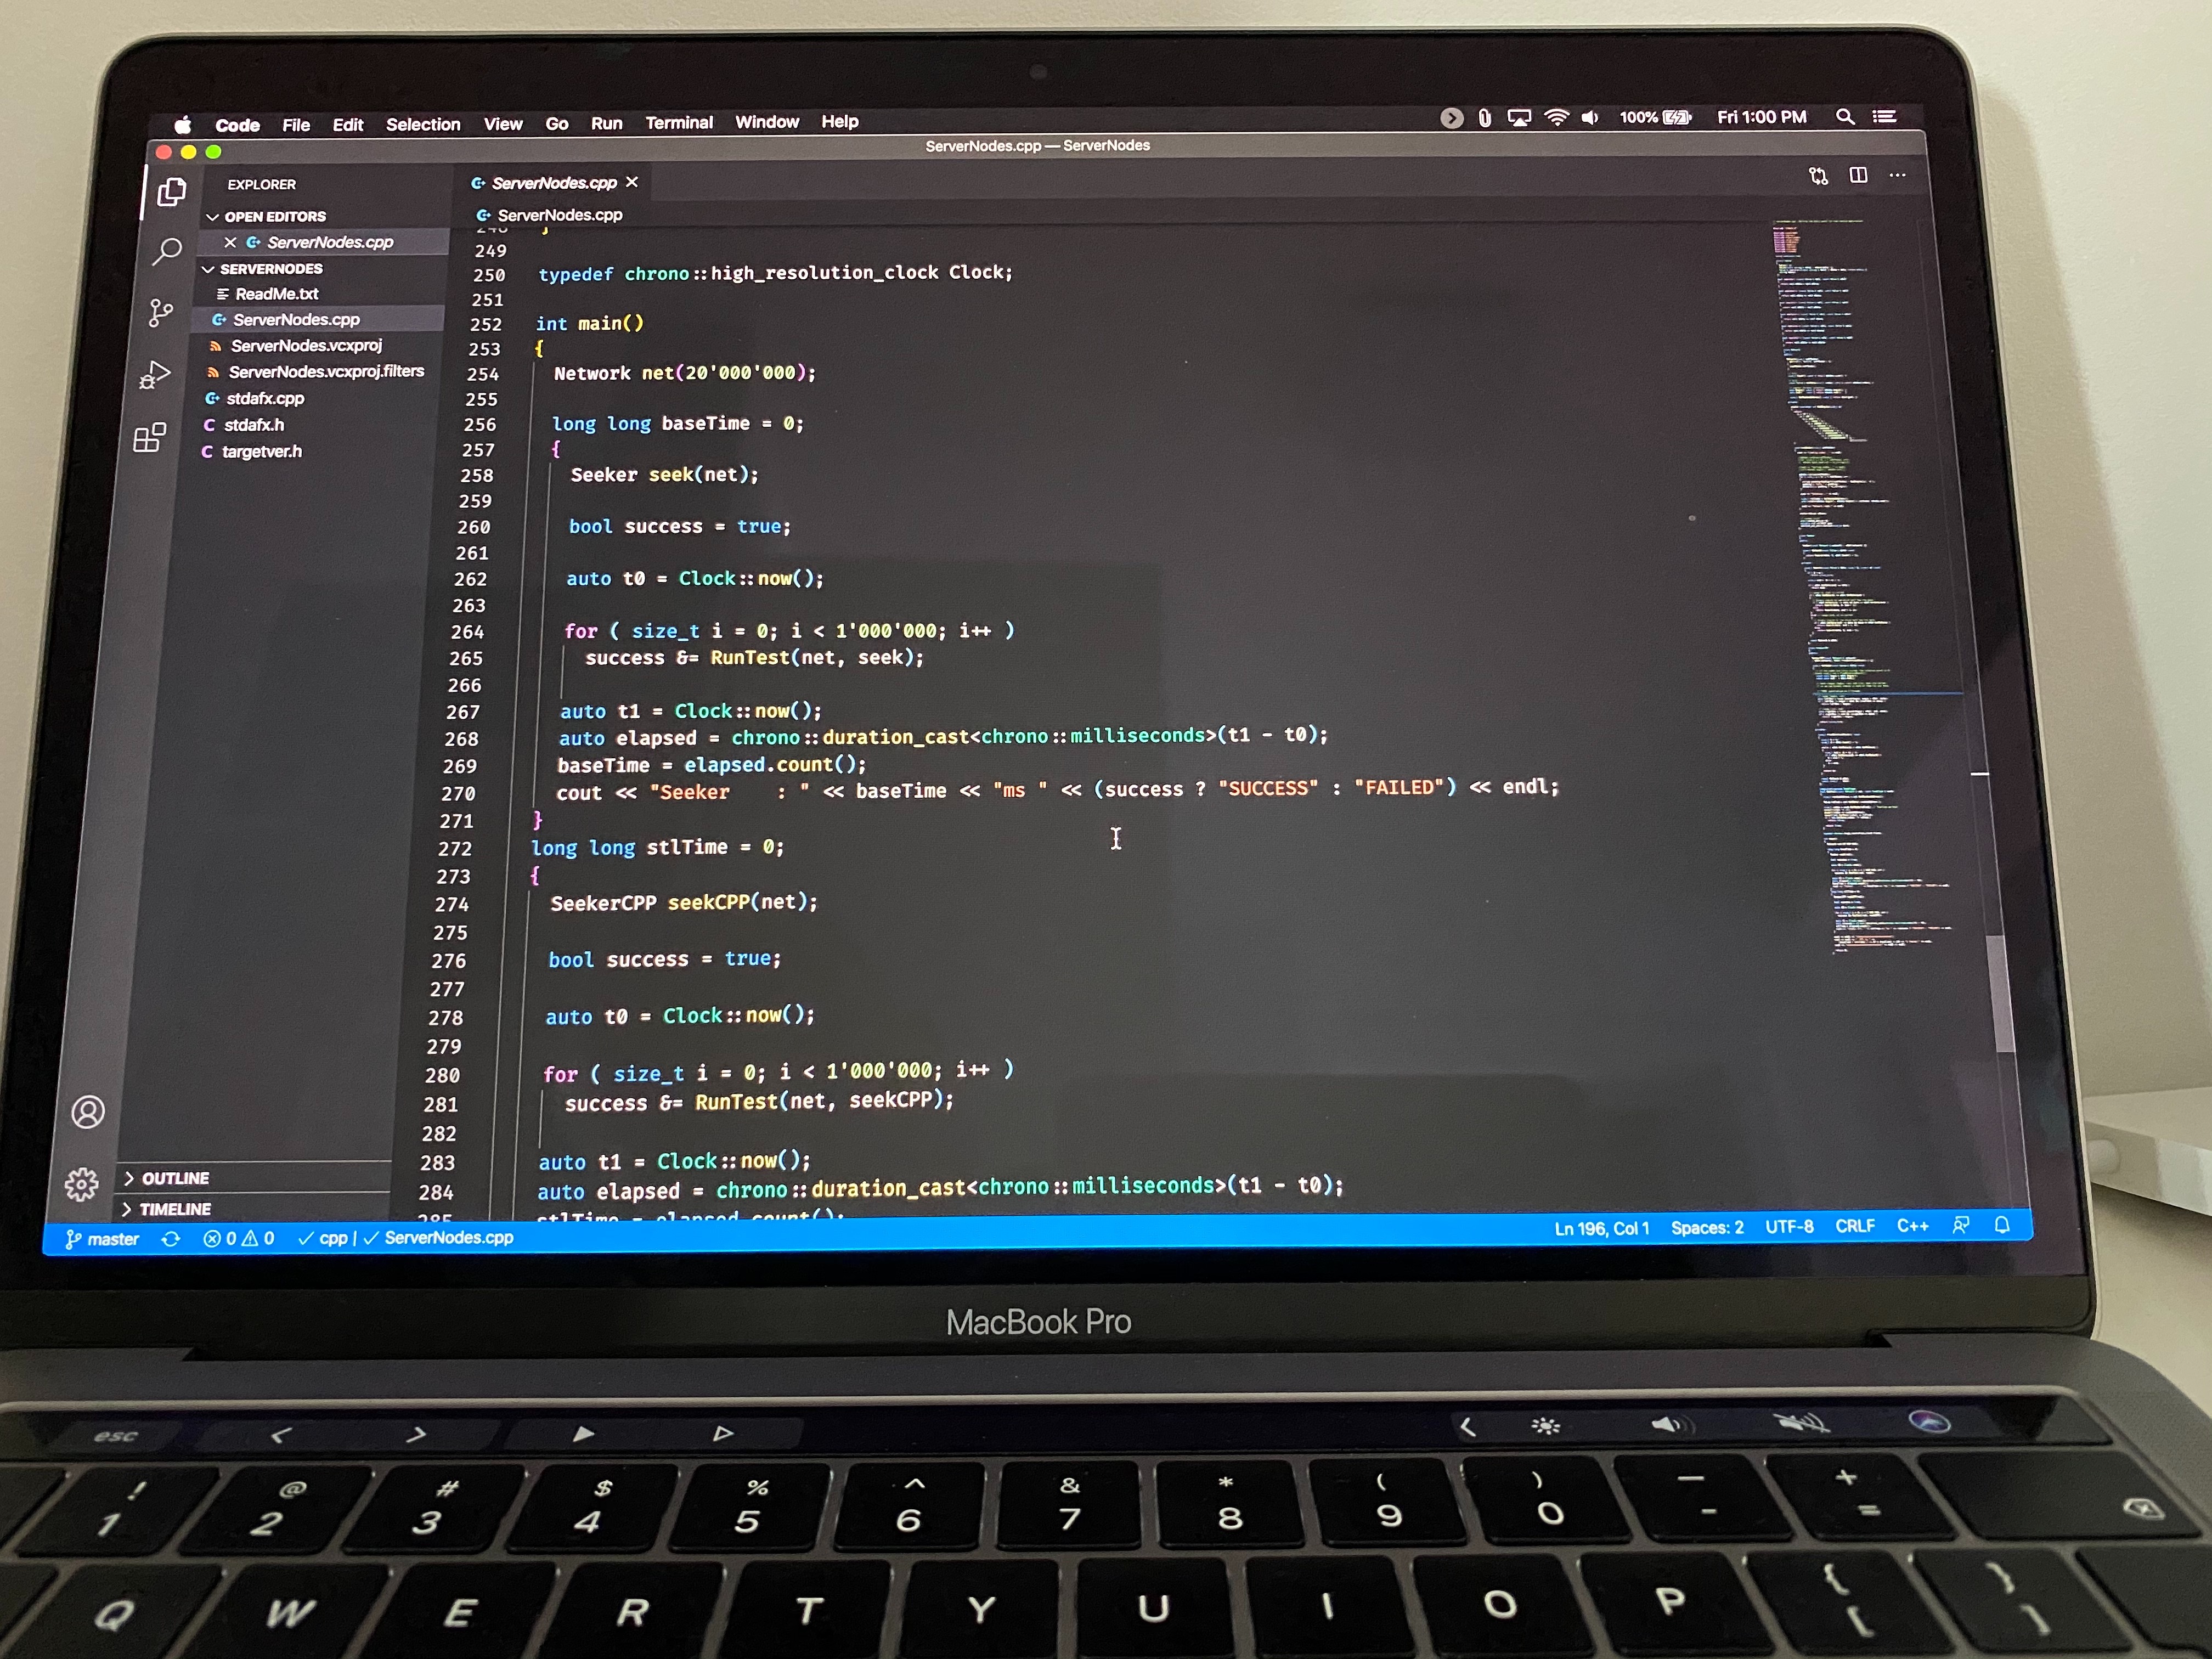 Code File Edit Selection View Go Run Terminal Window Help 100% Fri 1:00 PM
ServerNodes.cpp — ServerNodes
EXPLORER
OPEN EDITORS
ServerNodes.cpp
SERVERNODES
ReadMe.txt
ServerNodes.cpp
ServerNodes.vcxproj
ServerNodes.vcxproj.filters
stdafx.cpp
stdafx.h
targetver.h
OUTLINE
TIMELINE
ServerNodes.cpp
ServerNodes.cpp
248 }
249
250 typedef chrono::high_resolution_clock Clock;
251
252 int main()
253 {
254 Network net(20'000'000);
255
256 long long baseTime = 0;
257 {
258 Seeker seek(net);
259
260 bool success = true;
261
262 auto t0 = Clock::now();
263
264 for ( size_t i = 0; i < 1'000'000; i++ )
265 success &= RunTest(net, seek);
266
267 auto t1 = Clock::now();
268 auto elapsed = chrono::duration_cast<chrono::milliseconds>(t1 - t0);
269 baseTime = elapsed.count();
270 cout << "Seeker    : " << baseTime << "ms " << (success ? "SUCCESS" : "FAILED") << endl;
271 }
272 long long stlTime = 0;
273 {
274 SeekerCPP seekCPP(net);
275
276 bool success = true;
277
278 auto t0 = Clock::now();
279
280 for ( size_t i = 0; i < 1'000'000; i++ )
281 success &= RunTest(net, seekCPP);
282
283 auto t1 = Clock::now();
284 auto elapsed = chrono::duration_cast<chrono::milliseconds>(t1 - t0);
285 stlTime = elapsed.count();
master 0 0 cpp | ServerNodes.cpp Ln 196, Col 1 Spaces: 2 UTF-8 CRLF C++
MacBook Pro
esc
! @ # $ % ^ & * ( ) — +
1 2 3 4 5 6 7 8 9 0 - =
Q W E R T Y U I O P { }
[ ]